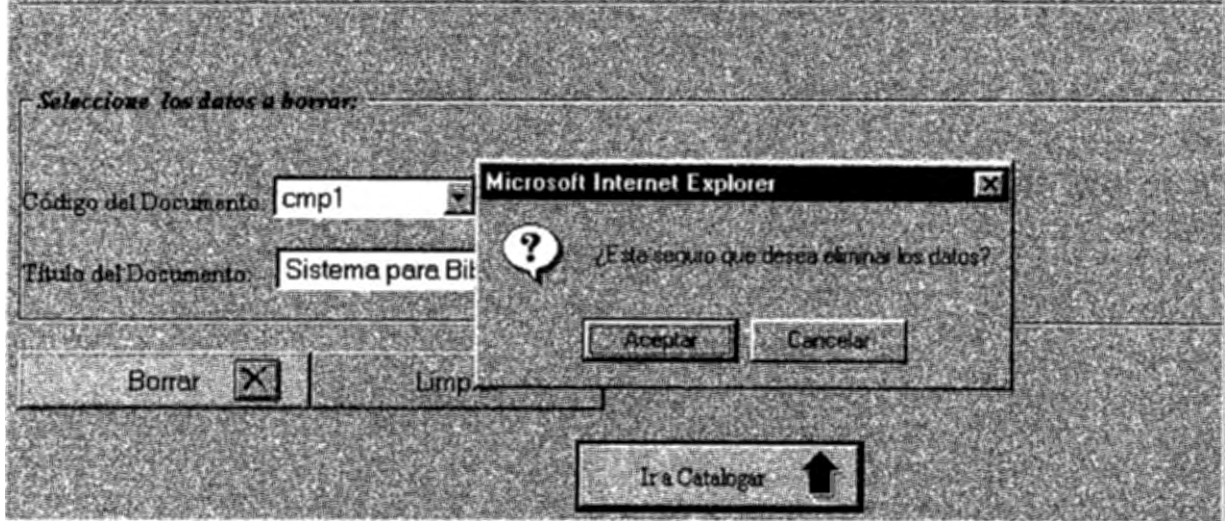 Seleccione los datos a borrar:
Código del Documento: cmp1
Microsoft Internet Explorer
¿Esta seguro que desea eliminar los datos?
Título del Documento: Sistema para Bib
Aceptar Cancelar
Borrar Limp
Ir a Catalogar